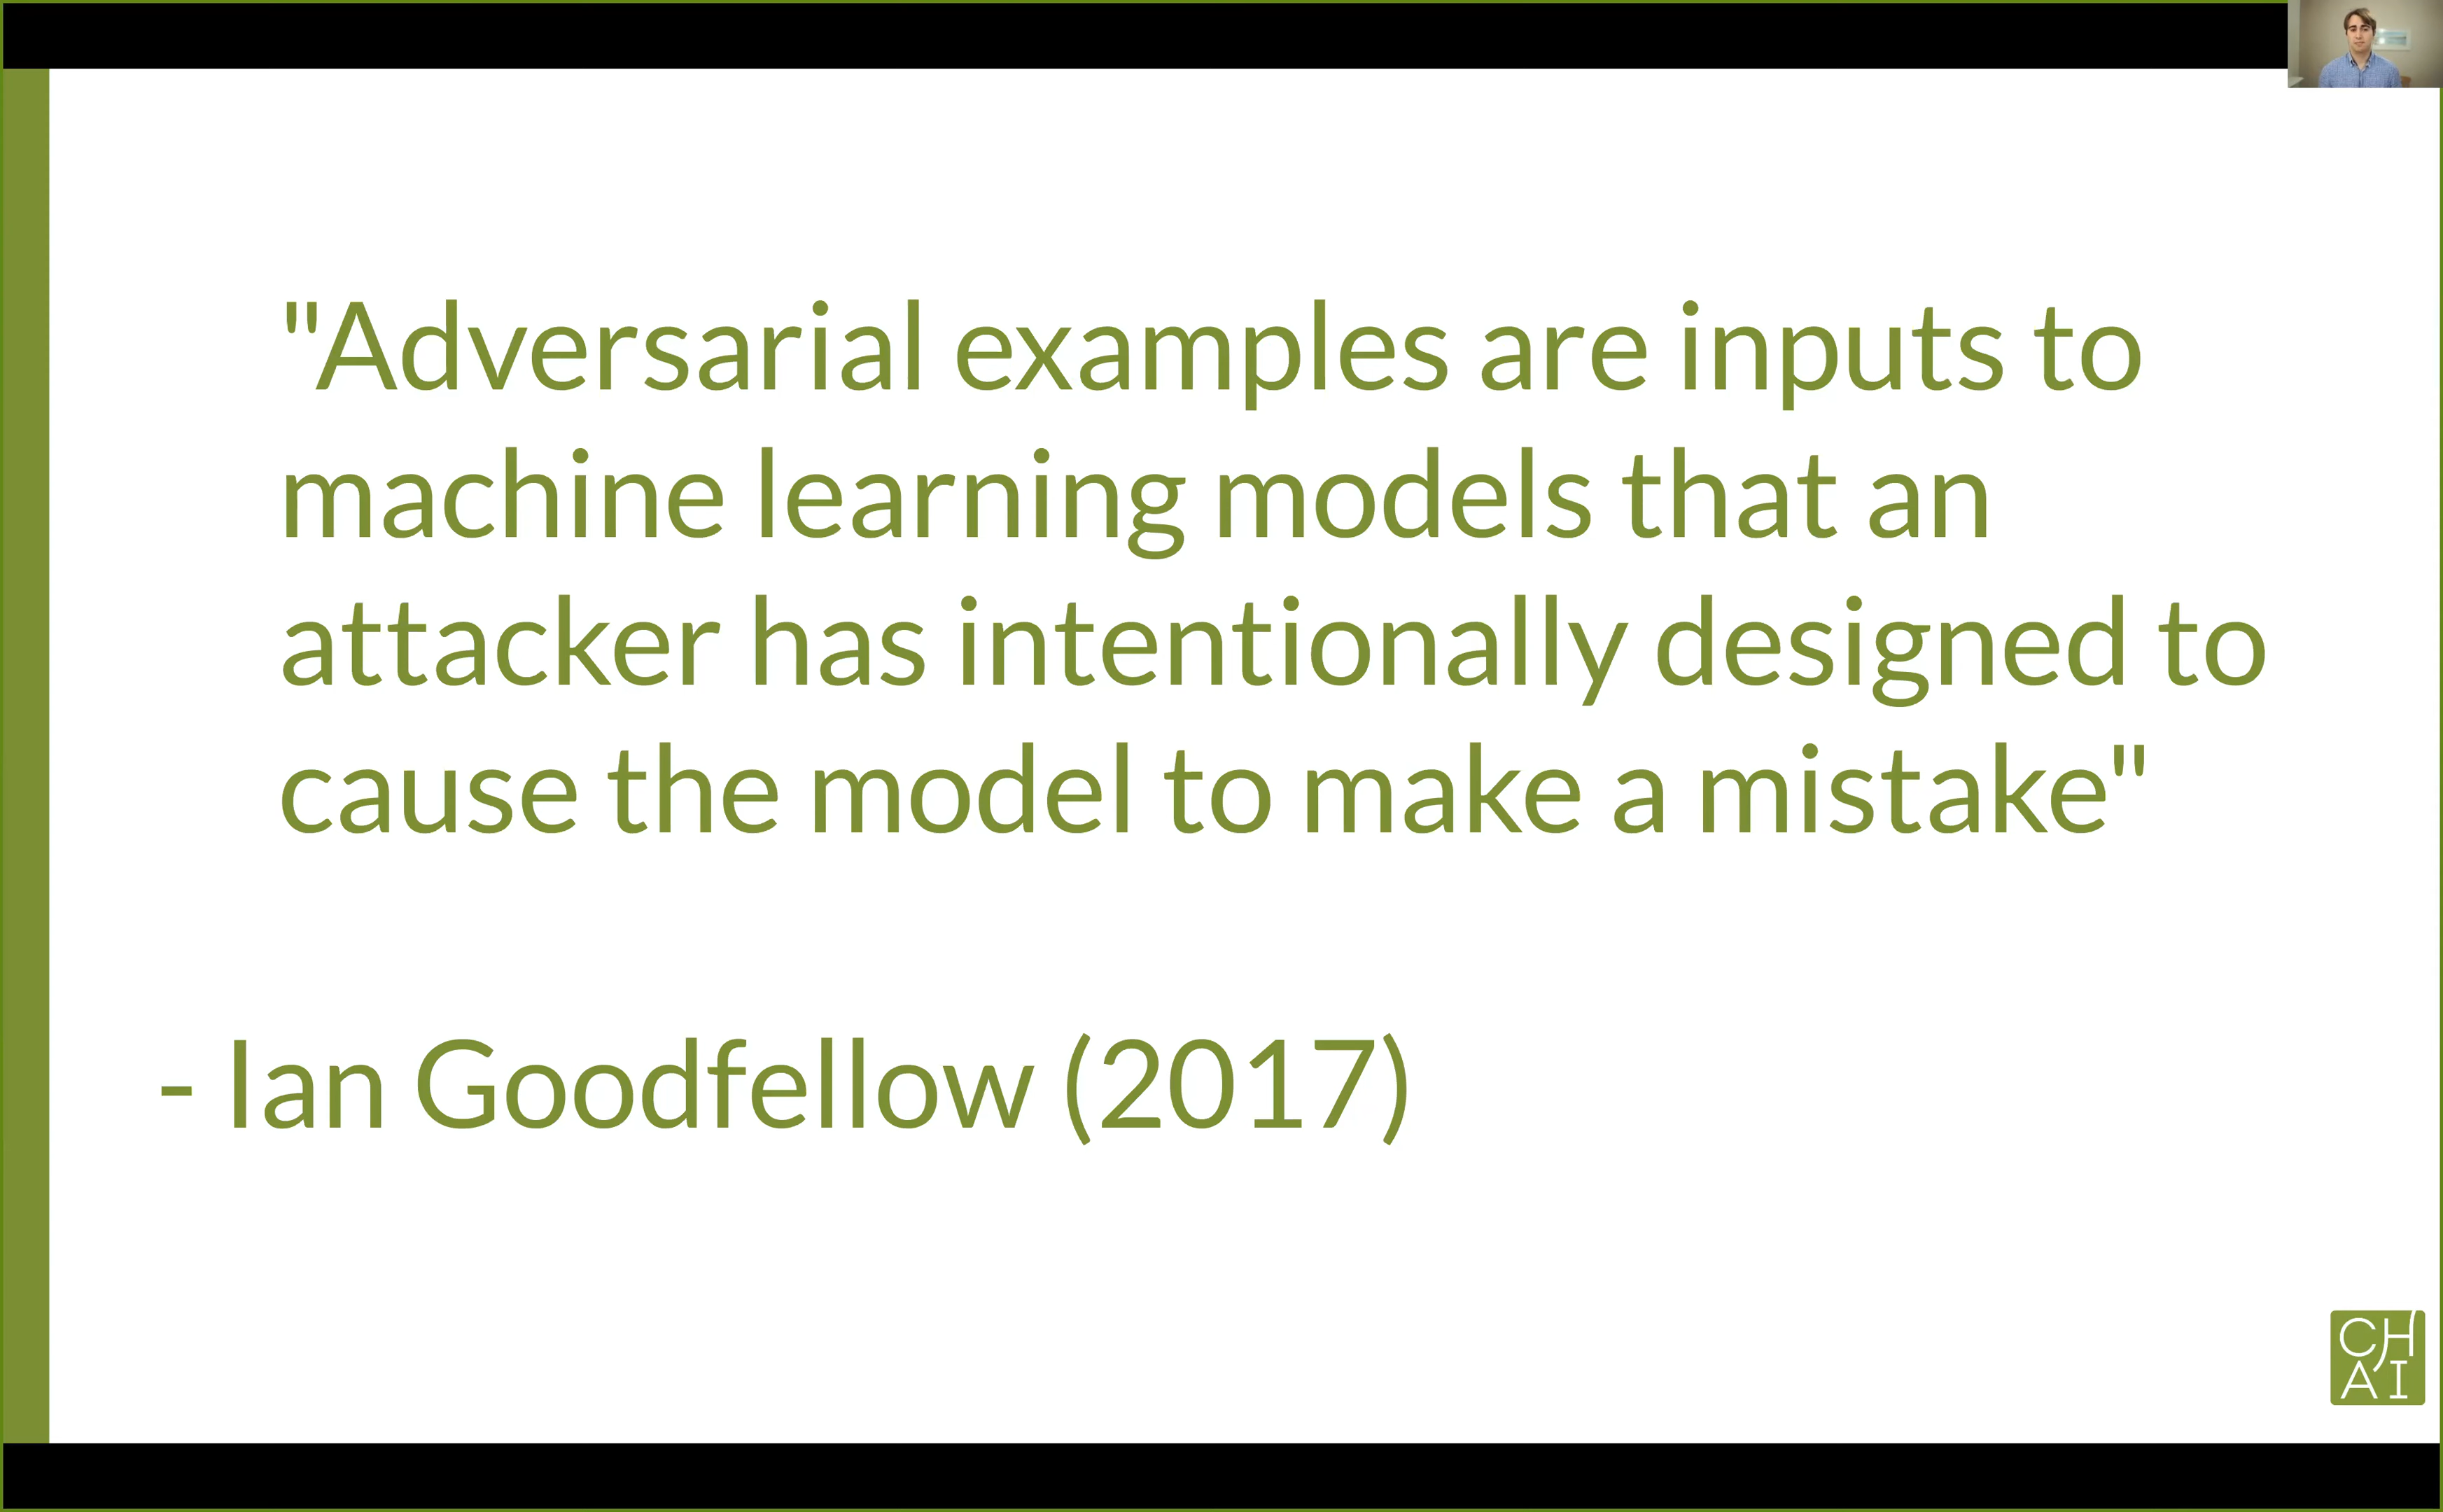 "Adversarial examples are inputs to
machine learning models that an
attacker has intentionally designed to
cause the model to make a mistake"
- Ian Goodfellow (2017)
CH
AI